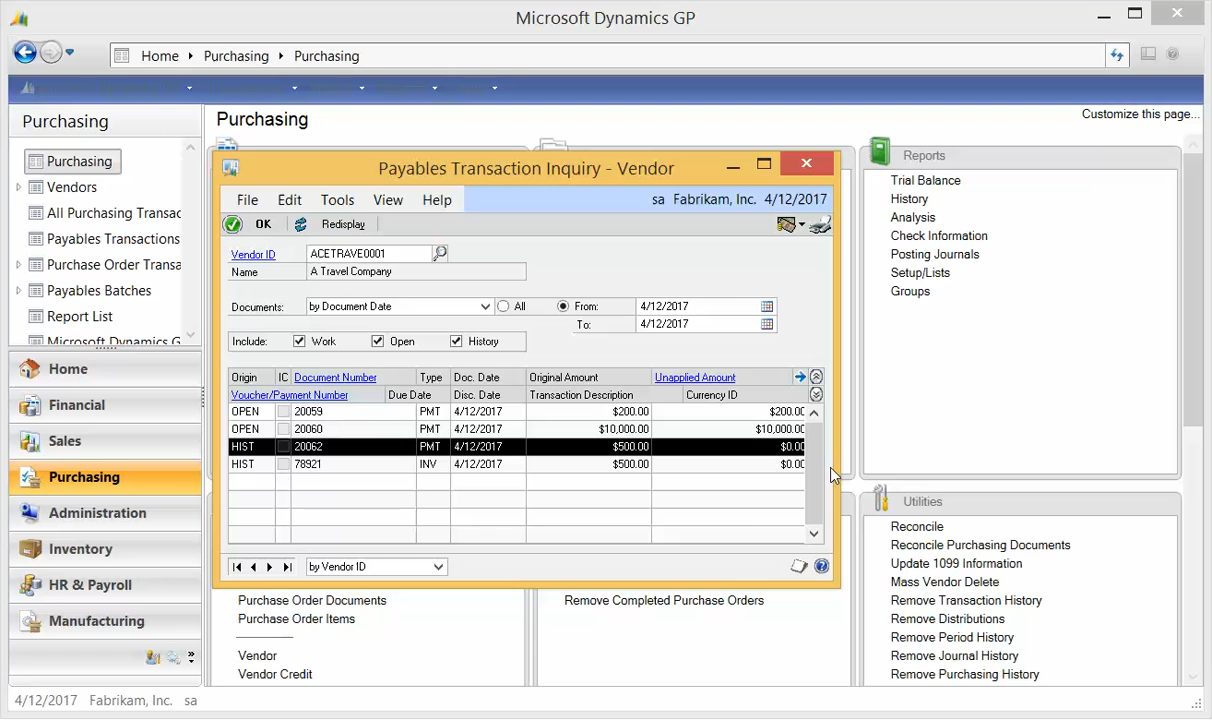 Microsoft Dynamics GP
Home Purchasing Purchasing
Purchasing
Purchasing
Customize this page...
Purchasing
Vendors
All Purchasing Transac
Payables Transactions
Purchase Order Transa
Payables Batches
Report List
Microsoft Dynamics G
Home
Financial
Sales
Purchasing
Administration
Inventory
HR & Payroll
Manufacturing
Payables Transaction Inquiry - Vendor
File Edit Tools View Help
sa Fabrikam, Inc. 4/12/2017
OK Redisplay
Vendor ID ACETRAVE0001
Name A Travel Company
Documents: by Document Date All From: 4/12/2017
To: 4/12/2017
Include: Work Open History
Origin IC Document Number Type Doc. Date Original Amount Unapplied Amount
Voucher/Payment Number Due Date Disc. Date Transaction Description Currency ID
OPEN 20059 PMT 4/12/2017 $200.00 $200.00
OPEN 20060 PMT 4/12/2017 $10,000.00 $10,000.00
HIST 20062 PMT 4/12/2017 $500.00 $0.00
HIST 78921 INV 4/12/2017 $500.00 $0.00
by Vendor ID
Purchase Order Documents
Purchase Order Items
Vendor
Vendor Credit
Remove Completed Purchase Orders
Reports
Trial Balance
History
Analysis
Check Information
Posting Journals
Setup/Lists
Groups
Utilities
Reconcile
Reconcile Purchasing Documents
Update 1099 Information
Mass Vendor Delete
Remove Transaction History
Remove Distributions
Remove Period History
Remove Journal History
Remove Purchasing History
4/12/2017 Fabrikam, Inc. sa